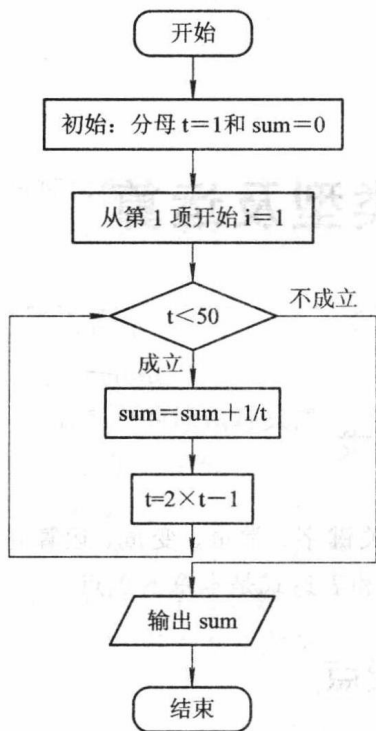 开始
初始：分母 t＝1和 sum＝0
从第 1 项开始 i＝1
t＜50
不成立
成立
sum＝sum＋1/t
t=2×t－1
输出 sum
结束